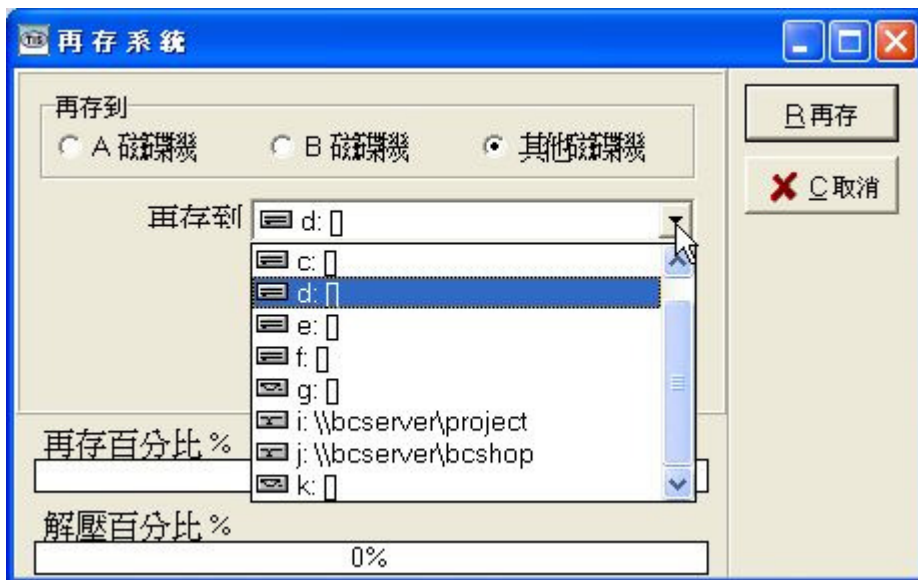 再存系統
再存到
A 磁碟機
B 磁碟機
其他磁碟機
R再存
C取消
再存到
d: []
c: []
d: []
e: []
f: []
g: []
i: \\bcserver\project
j: \\bcserver\bcshop
k: []
再存百分比 %
解壓百分比 %
0%